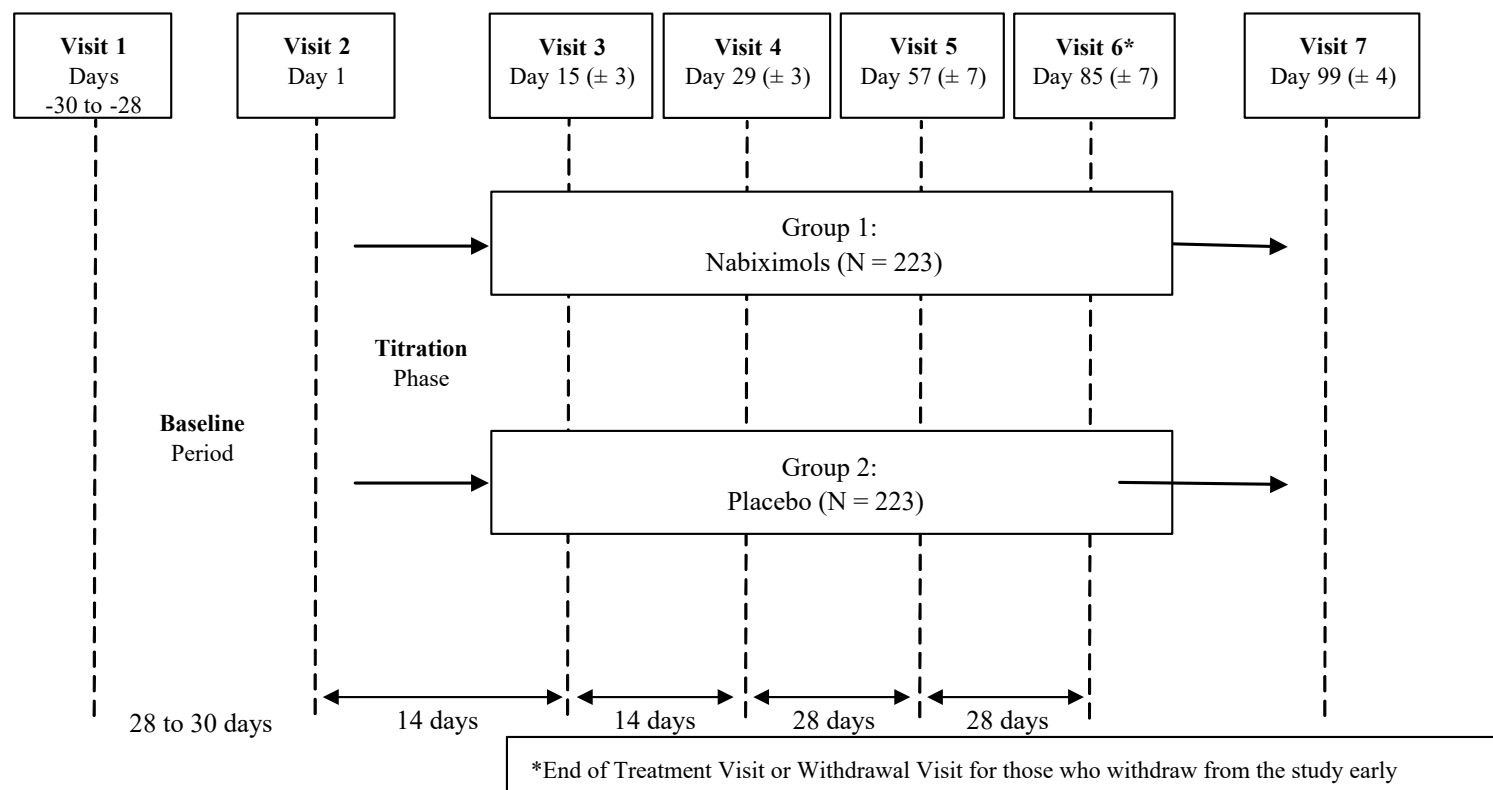 Visit 1
Days
-30 to -28
Visit 2
Day 1
Visit 3
Day 15 (± 3)
Visit 4
Day 29 (± 3)
Visit 5
Day 57 (± 7)
Visit 6*
Day 85 (± 7)
Visit 7
Day 99 (± 4)
Group 1:
Nabiximols (N = 223)
Titration
Phase
Baseline
Period
Group 2:
Placebo (N = 223)
28 to 30 days
14 days
14 days
28 days
28 days
*End of Treatment Visit or Withdrawal Visit for those who withdraw from the study early